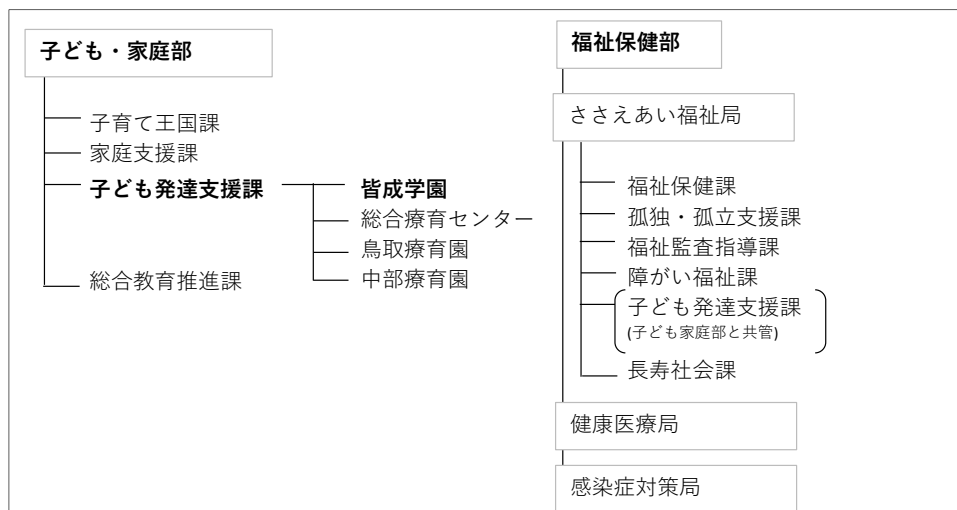 子ども・家庭部
子育て王国課
家庭支援課
子ども発達支援課
総合教育推進課
皆成学園
総合療育センター
鳥取療育園
中部療育園
福祉保健部
ささえあい福祉局
福祉保健課
孤独・孤立支援課
福祉監査指導課
障がい福祉課
子ども発達支援課
(子ども家庭部と共管)
長寿社会課
健康医療局
感染症対策局